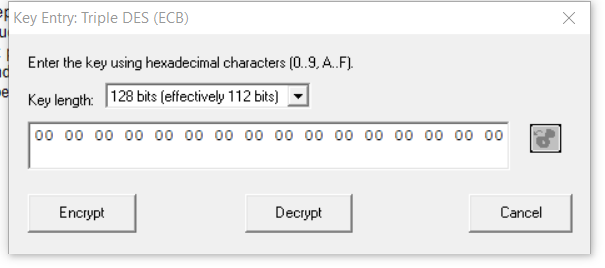 Key Entry: Triple DES (ECB)
Enter the key using hexadecimal characters (0..9, A..F).
Key length: 128 bits (effectively 112 bits)
00 00 00 00 00 00 00 00 00 00 00 00 00 00 00 00
Encrypt Decrypt Cancel